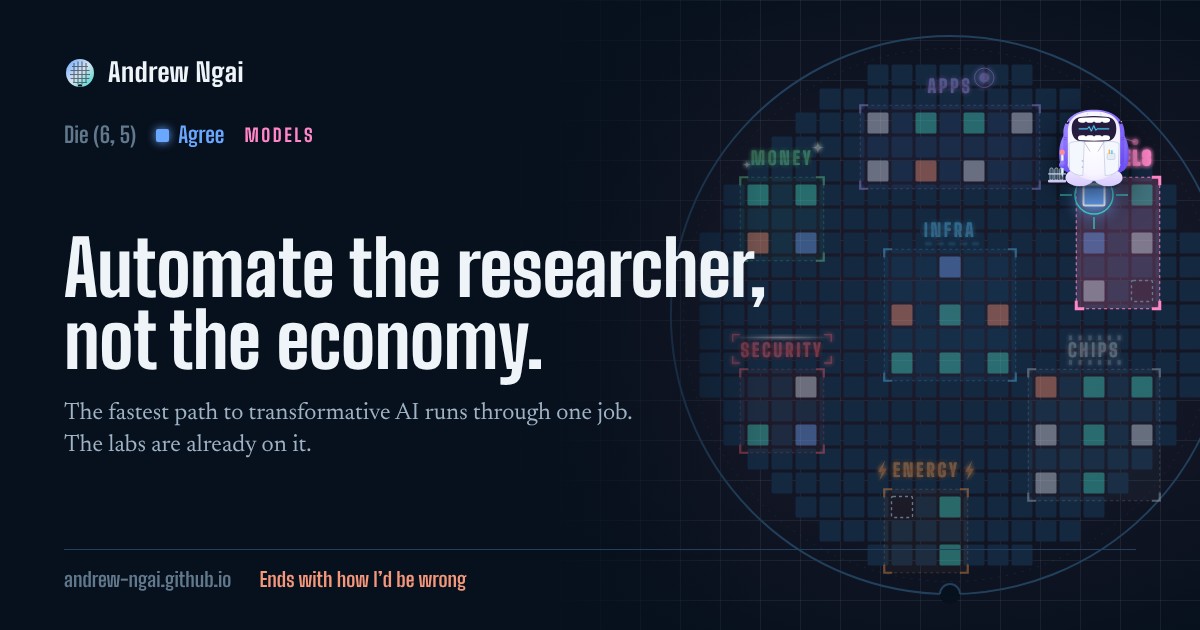 Andrew Ngai
Die (6, 5) Agree MODELS
Automate the researcher,
not the economy.
The fastest path to transformative AI runs through one job.
The labs are already on it.
andrew-ngai.github.io Ends with how I'd be wrong
APPS
MONEY
INFRA
SECURITY
CHIPS
ENERGY